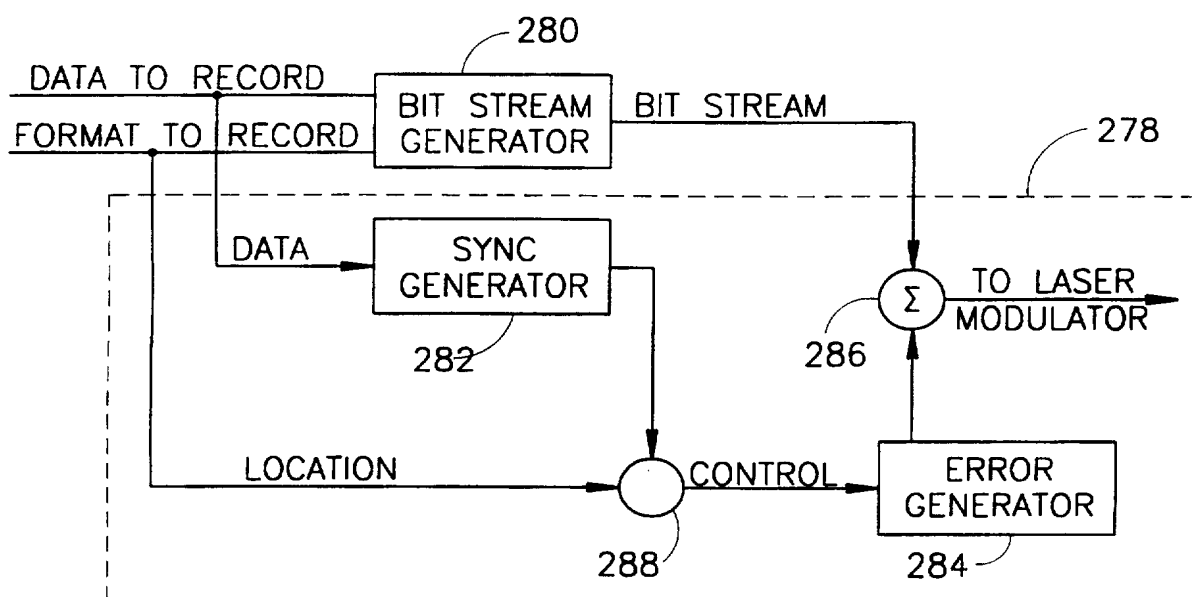 280
DATA TO RECORD
BIT STREAM
GENERATOR
BIT STREAM
FORMAT TO RECORD
278
DATA
SYNC
GENERATOR
282
Σ
TO LASER
MODULATOR
286
LOCATION
CONTROL
ERROR
GENERATOR
288
284